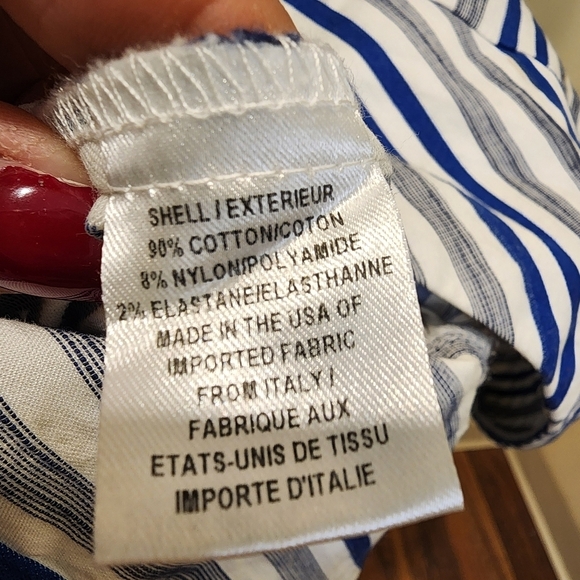 SHELL/EXTERIEUR
90% COTTON/COTON
8% NYLON/POLYAMIDE
2% ELASTANE/ELASTHANNE
MADE IN THE USA OF
IMPORTED FABRIC
FROM ITALY/
FABRIQUE AUX
ETATS-UNIS DE TISSU
IMPORTE D'ITALIE